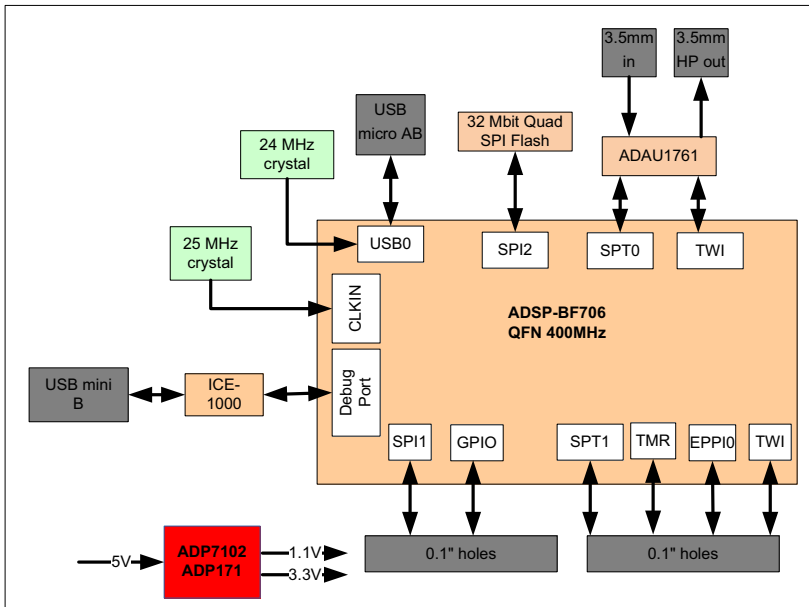 3.5mm
in
3.5mm
HP out
USB
micro AB
32 Mbit Quad
SPI Flash
24 MHz
crystal
ADAU1761
25 MHz
crystal
USB0
SPI2
SPT0
TWI
CLKIN
ADSP-BF706
QFN 400MHz
USB mini
B
ICE-
1000
Debug
Port
SPI1
GPIO
SPT1
TMR
EPPI0
TWI
5V
ADP7102
ADP171
1.1V
3.3V
0.1" holes
0.1" holes